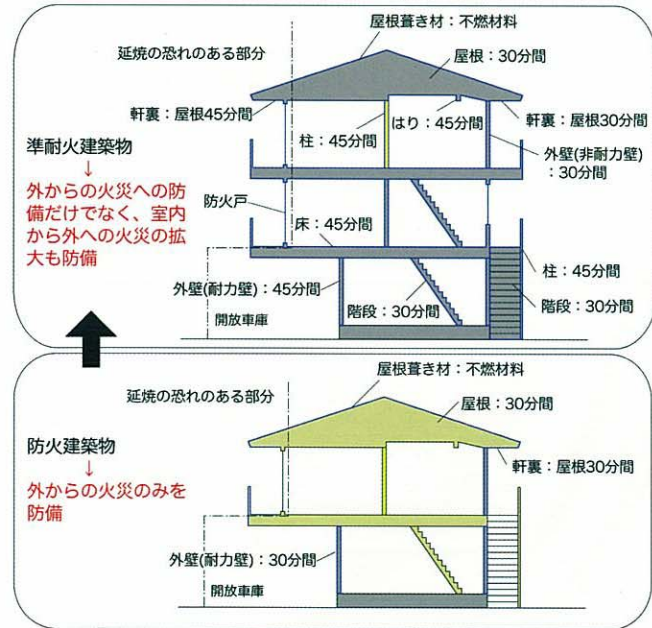 屋根葺き材：不燃材料
延焼の恐れのある部分
屋根：30分間
軒裏：屋根45分間
柱：45分間
はり：45分間
軒裏：屋根30分間
外壁(非耐力壁)
：30分間
準耐火建築物
↓
外からの火災への防
備だけでなく、室内
から外への火災の拡
大も防備
防火戸
床：45分間
柱：45分間
外壁(耐力壁)：45分間
階段：30分間
階段：30分間
開放車庫
屋根葺き材：不燃材料
延焼の恐れのある部分
屋根：30分間
防火建築物
↓
外からの火災のみを
防備
軒裏：屋根30分間
外壁(耐力壁)：30分間
開放車庫